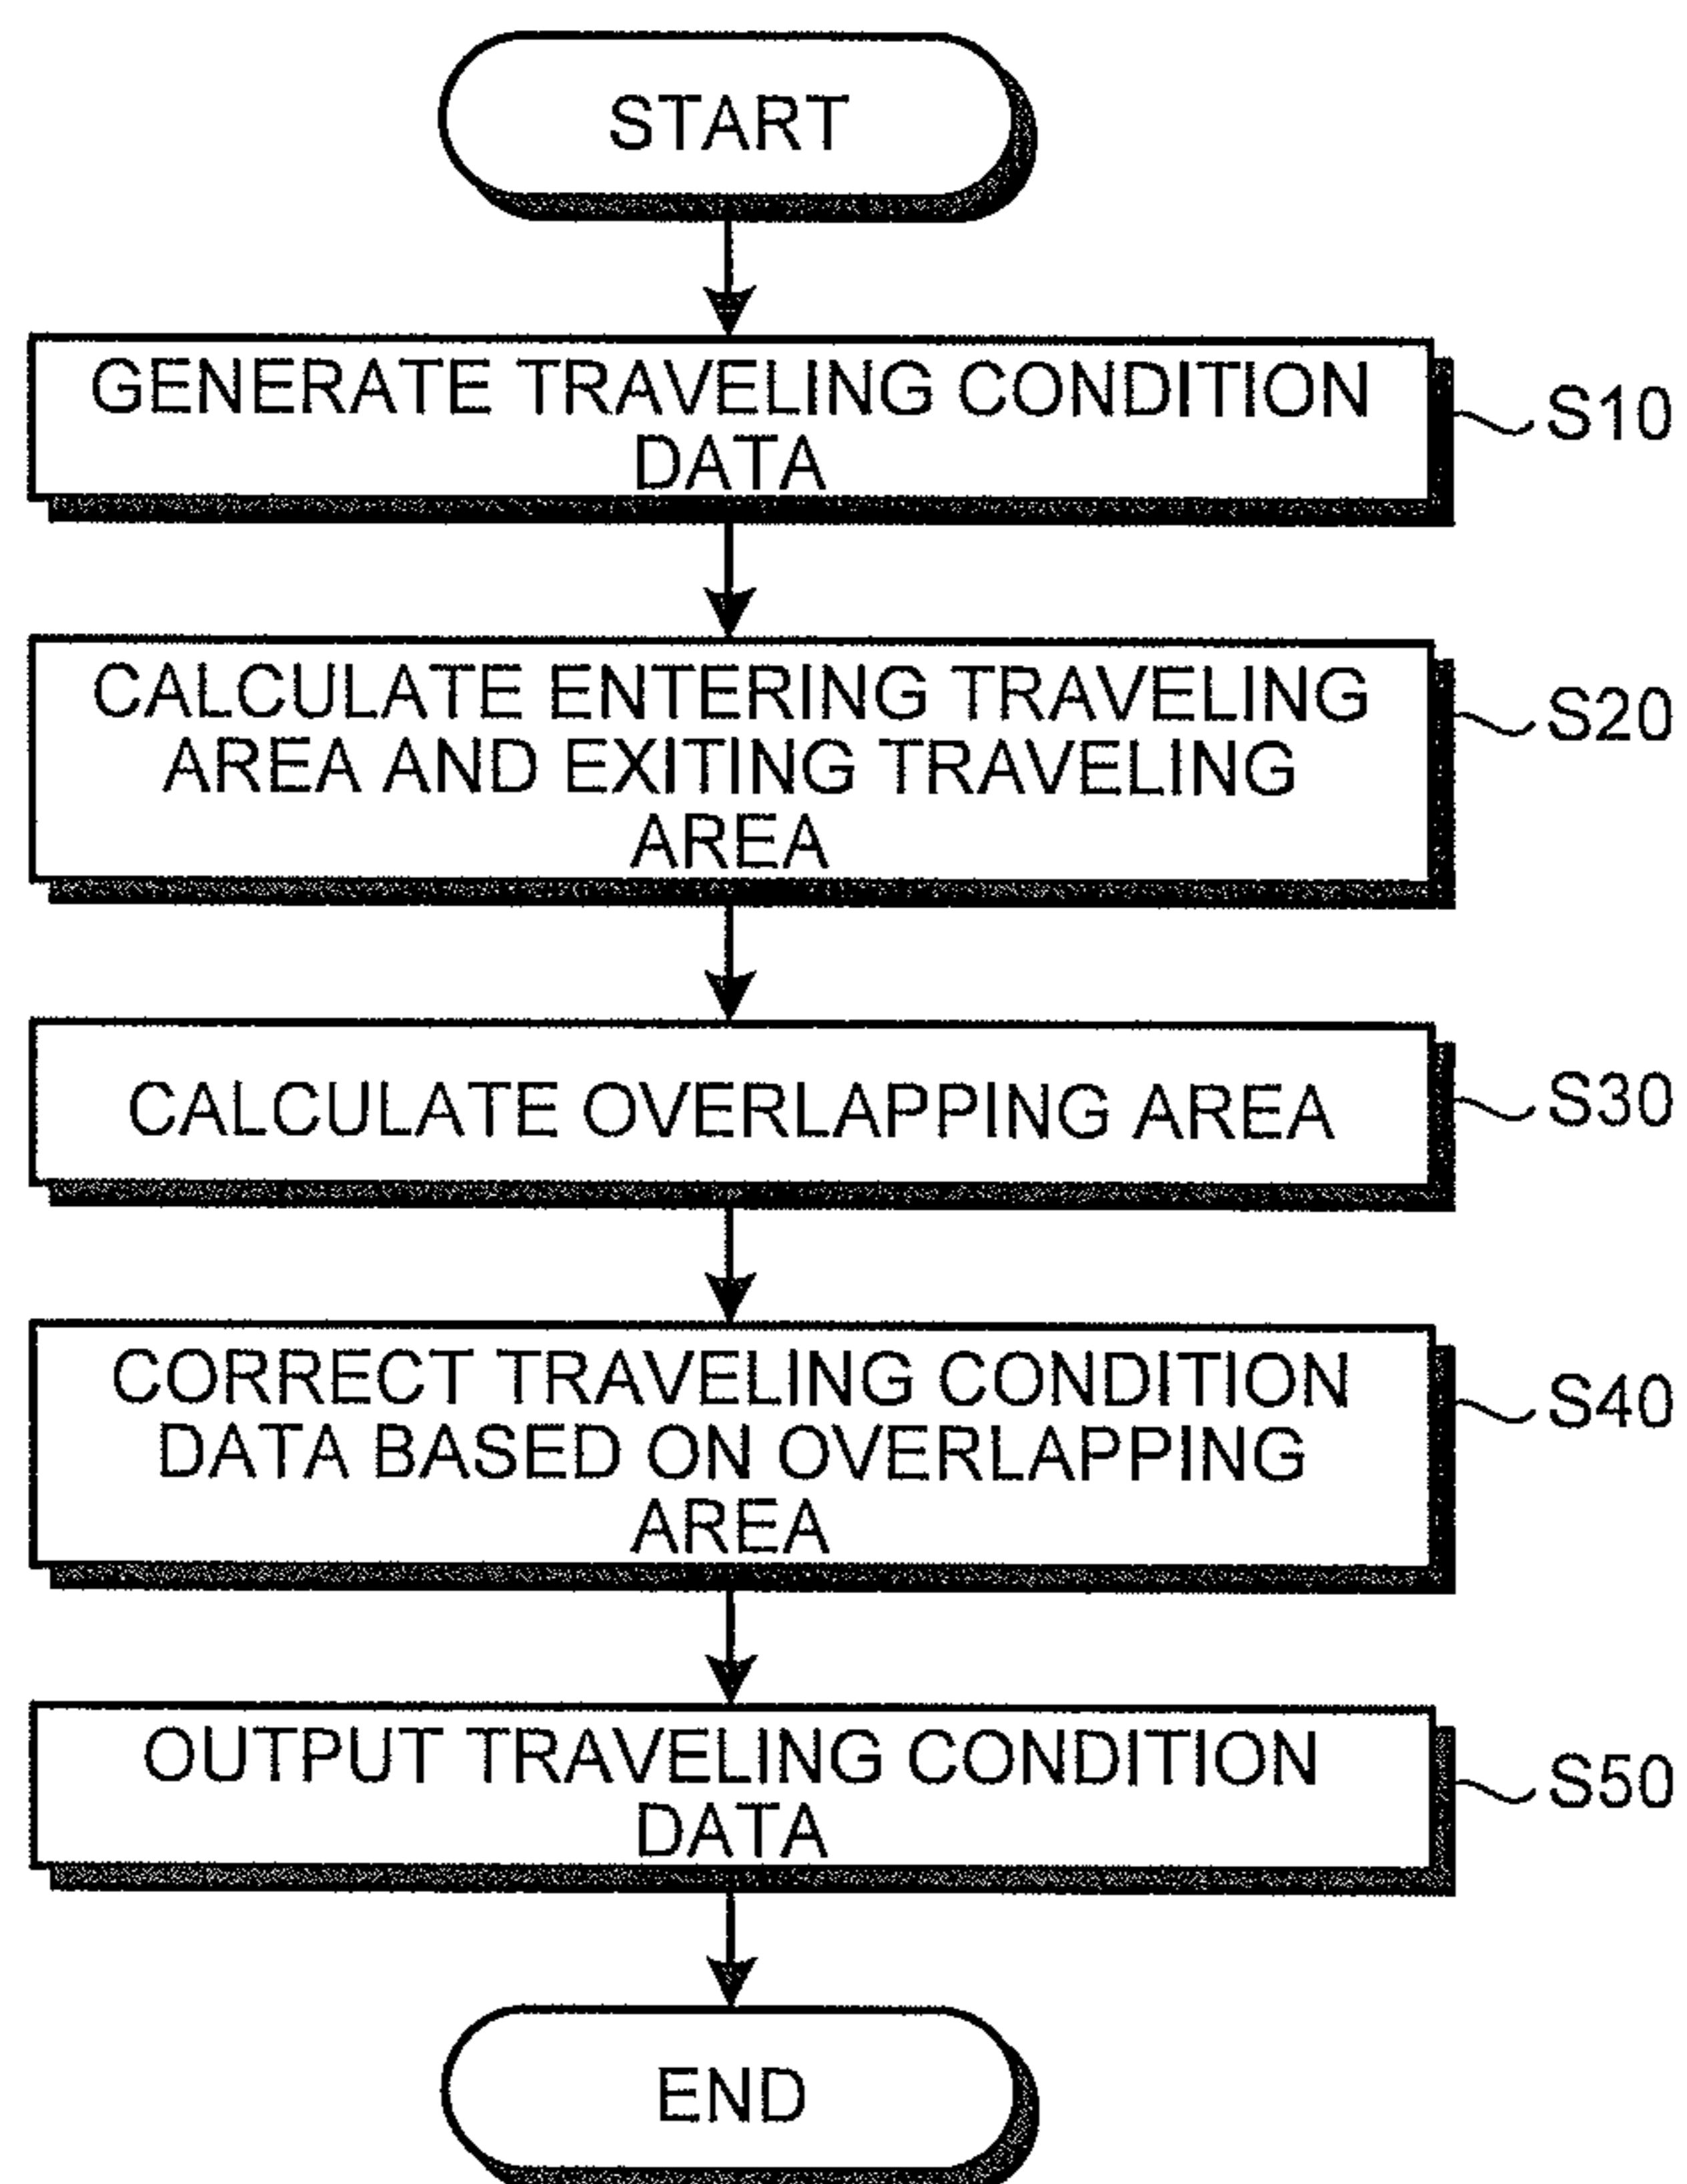 START
GENERATE TRAVELING CONDITION
DATA
S10
CALCULATE ENTERING TRAVELING
AREA AND EXITING TRAVELING
AREA
S20
CALCULATE OVERLAPPING AREA
S30
CORRECT TRAVELING CONDITION
DATA BASED ON OVERLAPPING
AREA
S40
OUTPUT TRAVELING CONDITION
DATA
S50
END